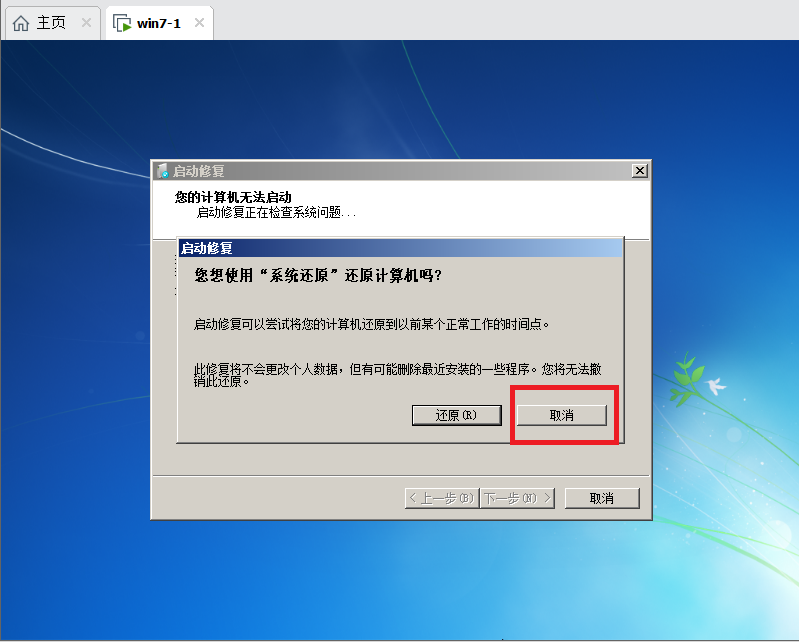 主页
win7-1
启动修复
您的计算机无法启动
启动修复正在检查系统问题...
启动修复
您想使用“系统还原”还原计算机吗?
启动修复可以尝试将您的计算机还原到以前某个正常工作的时间点。
此修复将不会更改个人数据，但有可能删除最近安装的一些程序。您将无法撤
销此还原。
还原(R)
取消
< 上一步(B)
下一步(N) >
取消